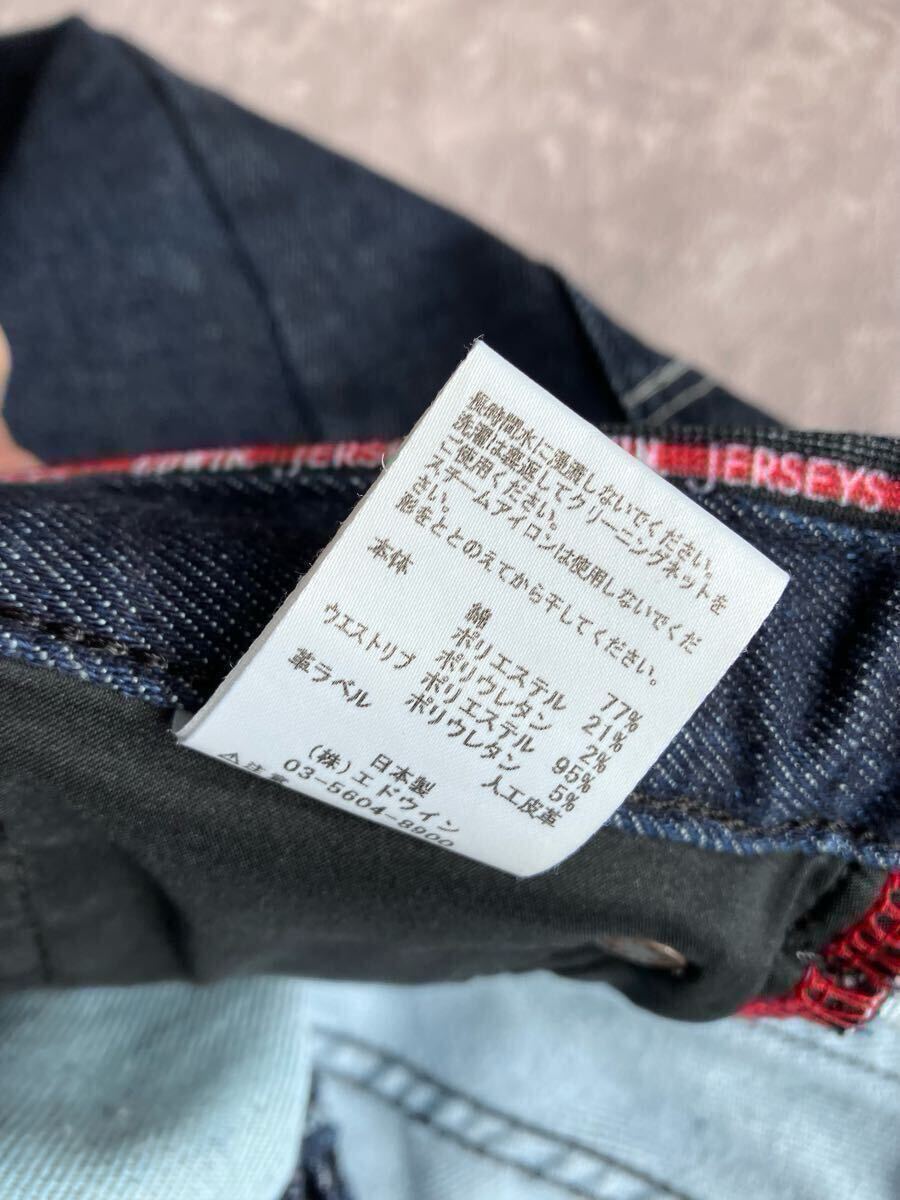 EDWIN JERSEYS
JERSEYS
長時間水に浸漬しないでください。
洗濯は裏返してクリーニングネットを
ご使用ください。
スチームアイロンは使用しないでくだ
さい。
形をととのえてから干してください。
本体 綿 77%
ポリエステル 21%
ポリウレタン 2%
ウエストリブ ポリエステル 95%
ポリウレタン 5%
革ラベル 人工皮革
日本製
(株)エドウイン
03-5604-8900